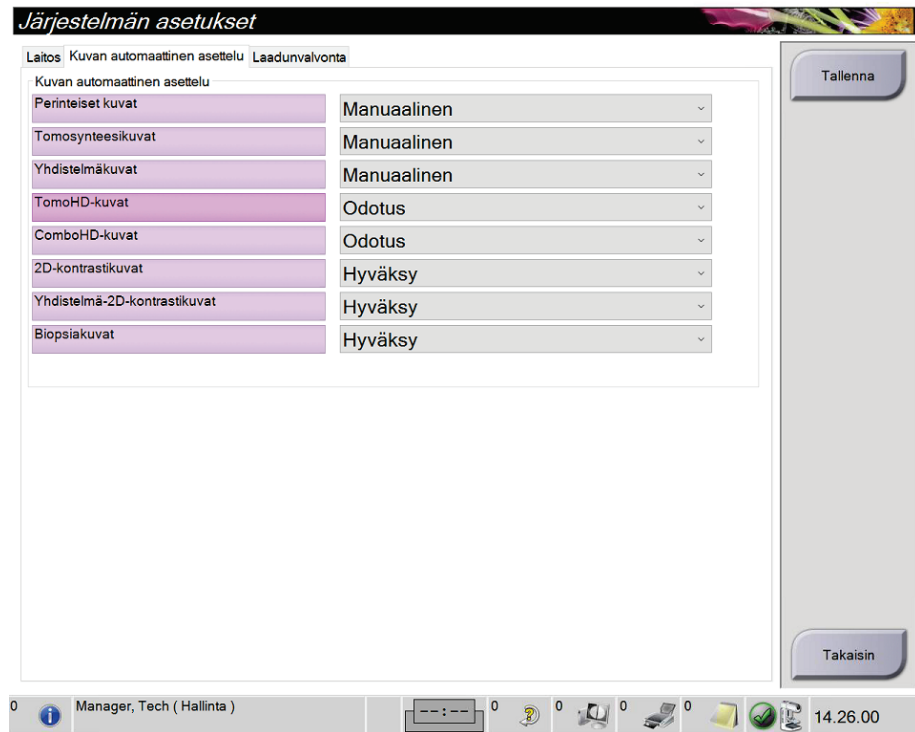 Järjestelmän asetukset
Laitos Kuvan automaattinen asettelu Laadunvalvonta
Kuvan automaattinen asettelu
Perinteiset kuvat Manuaalinen
Tomosynteesikuvat Manuaalinen
Yhdistelmäkuvat Manuaalinen
TomoHD-kuvat Odotus
ComboHD-kuvat Odotus
2D-kontrastikuvat Hyväksy
Yhdistelmä-2D-kontrastikuvat Hyväksy
Biopsiakuvat Hyväksy
Tallenna
Takaisin
0 Manager, Tech ( Hallinta ) --:-- 0 0 0 0 14.26.00